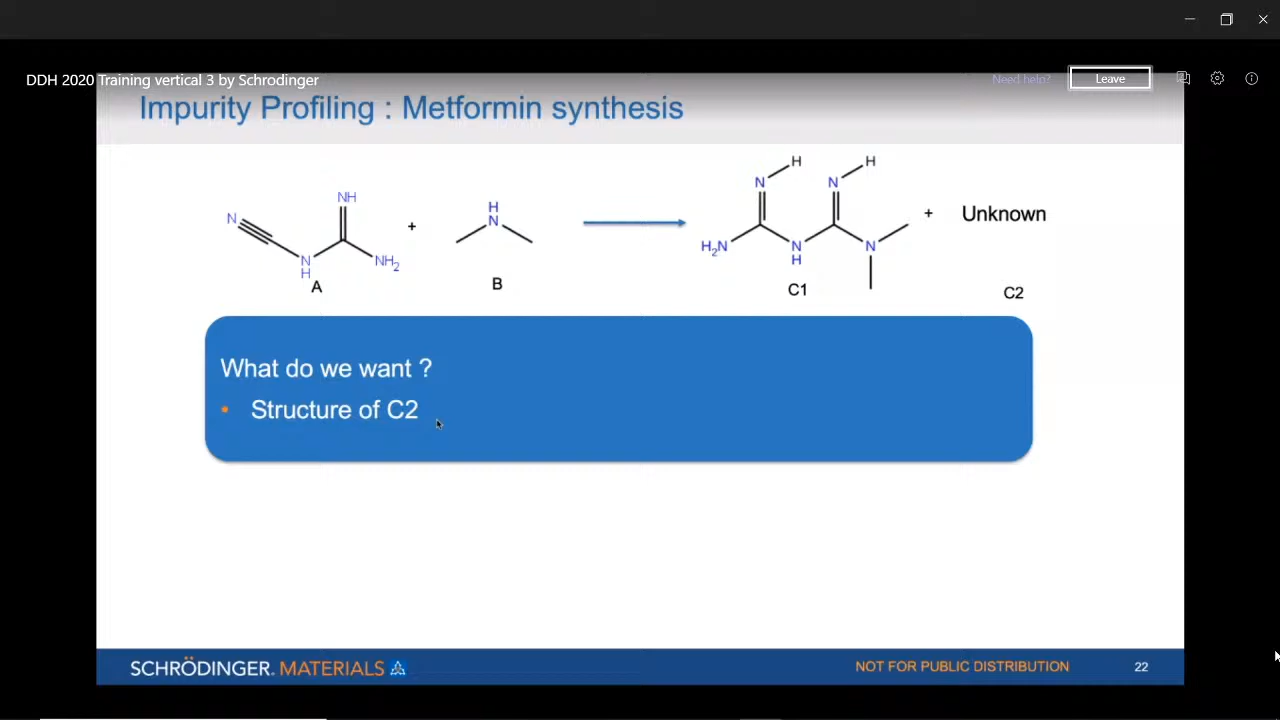 DDH 2020 Training vertical 3 by Schrodinger
Need help?
Leave
Impurity Profiling : Metformin synthesis
N
NH
N
H
NH2
A
+
H
N
B
H
N
H
N
H2N
N
H
N
C1
+
Unknown
C2
What do we want ?
• Structure of C2
SCHRÖDINGER. MATERIALS
NOT FOR PUBLIC DISTRIBUTION
22